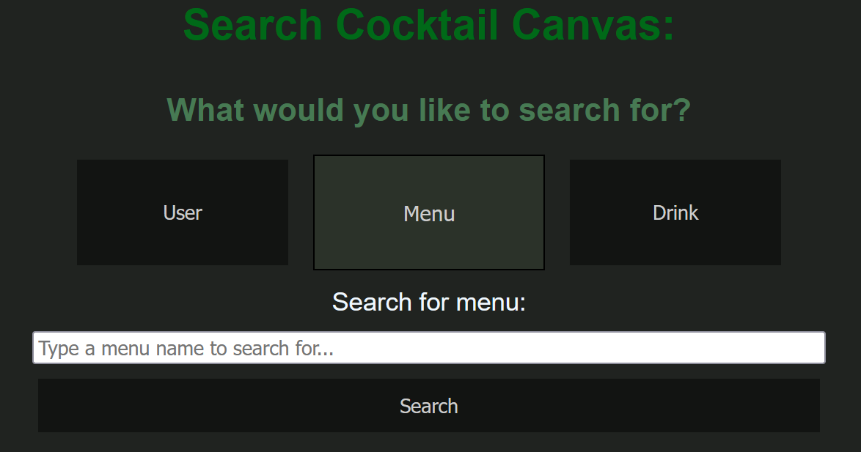 Search Cocktail Canvas:
What would you like to search for?
User
Menu
Drink
Search for menu:
Type a menu name to search for...
Search